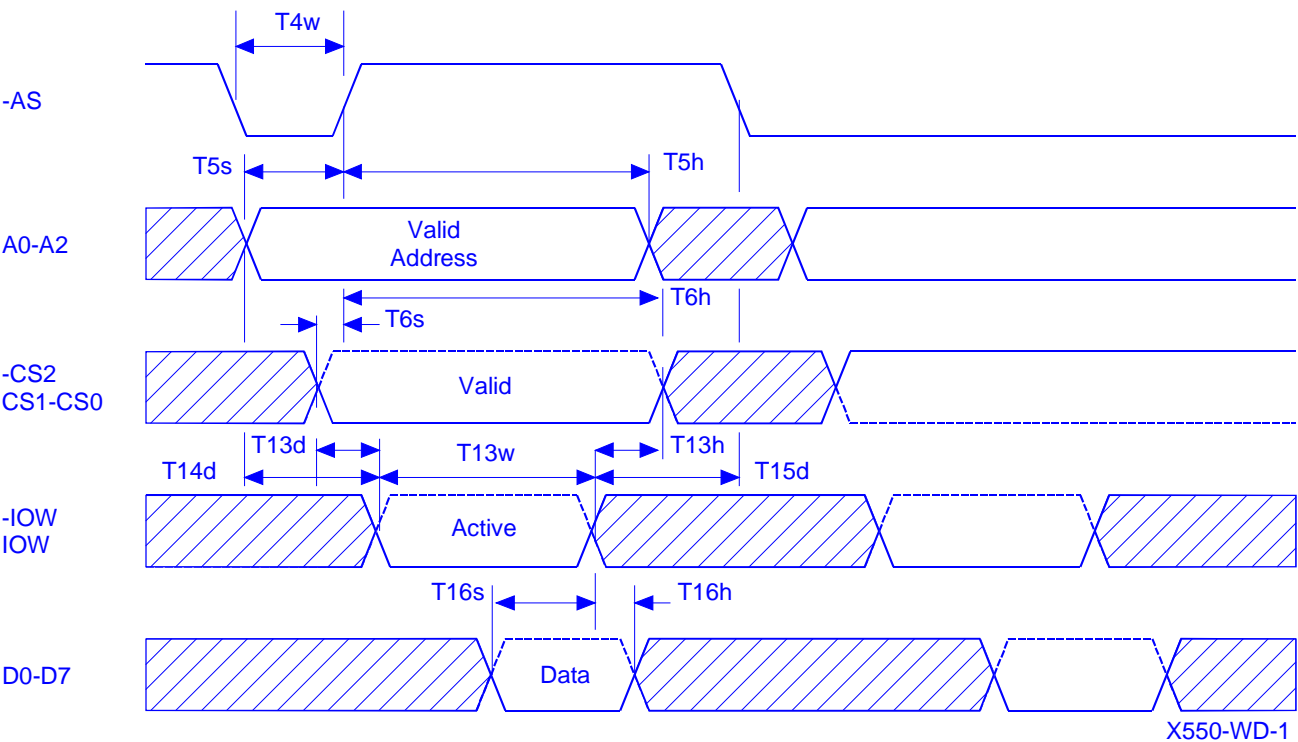 T4w
-AS
T5s
T5h
A0-A2
Valid
Address
T6h
T6s
-CS2
CS1-CS0
Valid
T13d
T13w
T13h
T14d
T15d
-IOW
IOW
Active
T16s
T16h
D0-D7
Data
X550-WD-1